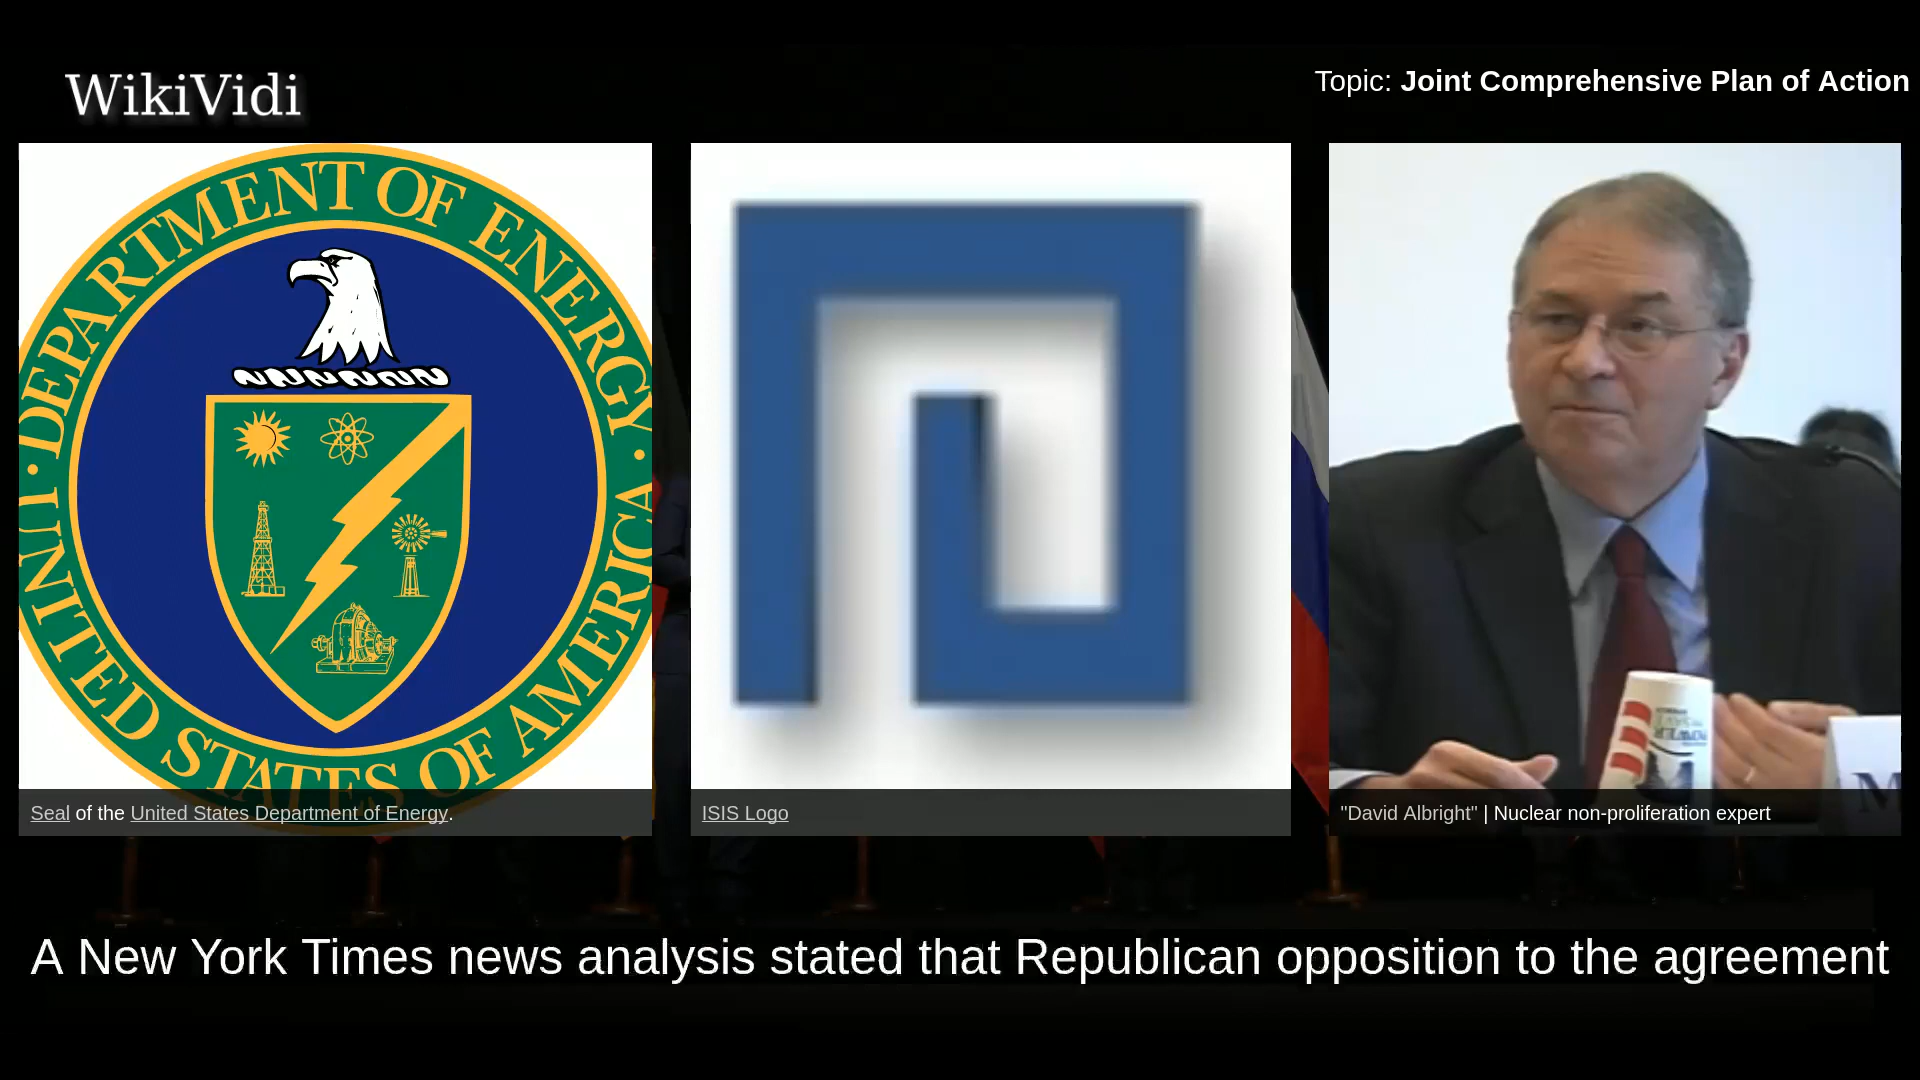 WikiVidi
Topic: Joint Comprehensive Plan of Action
DEPARTMENT OF ENERGY
UNITED STATES OF AMERICA
Seal of the United States Department of Energy.
ISIS Logo
"David Albright" | Nuclear non-proliferation expert
POWER
M
A New York Times news analysis stated that Republican opposition to the agreement